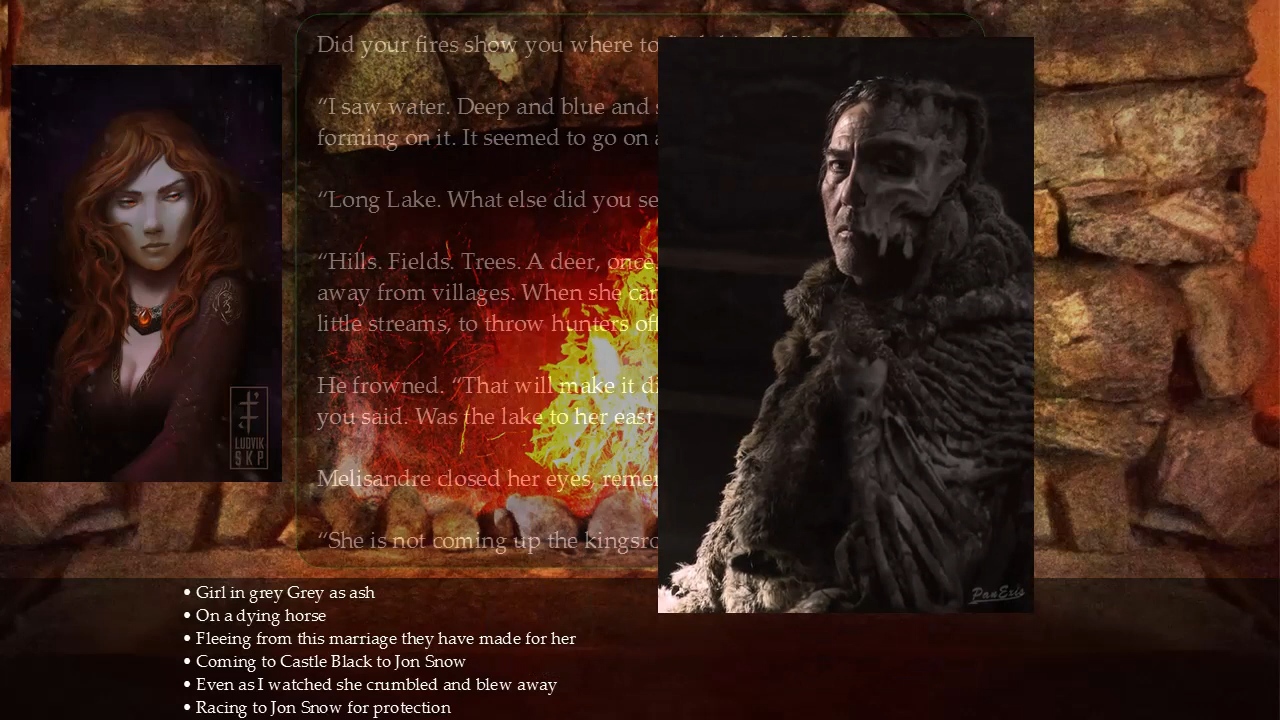 Did your fires show you where to
“I saw water. Deep and blue and
forming on it. It seemed to go on
“Long Lake. What else did you se
“Hills. Fields. Trees. A deer, once.
away from villages. When she can
little streams, to throw hunters off
He frowned. “That will make it di
you said. Was the lake to her east
Melisandre closed her eyes, remem
“She is not coming up the kingsro
LUDVIK
SKP
PanExis
• Girl in grey Grey as ash
• On a dying horse
• Fleeing from this marriage they have made for her
• Coming to Castle Black to Jon Snow
• Even as I watched she crumbled and blew away
• Racing to Jon Snow for protection